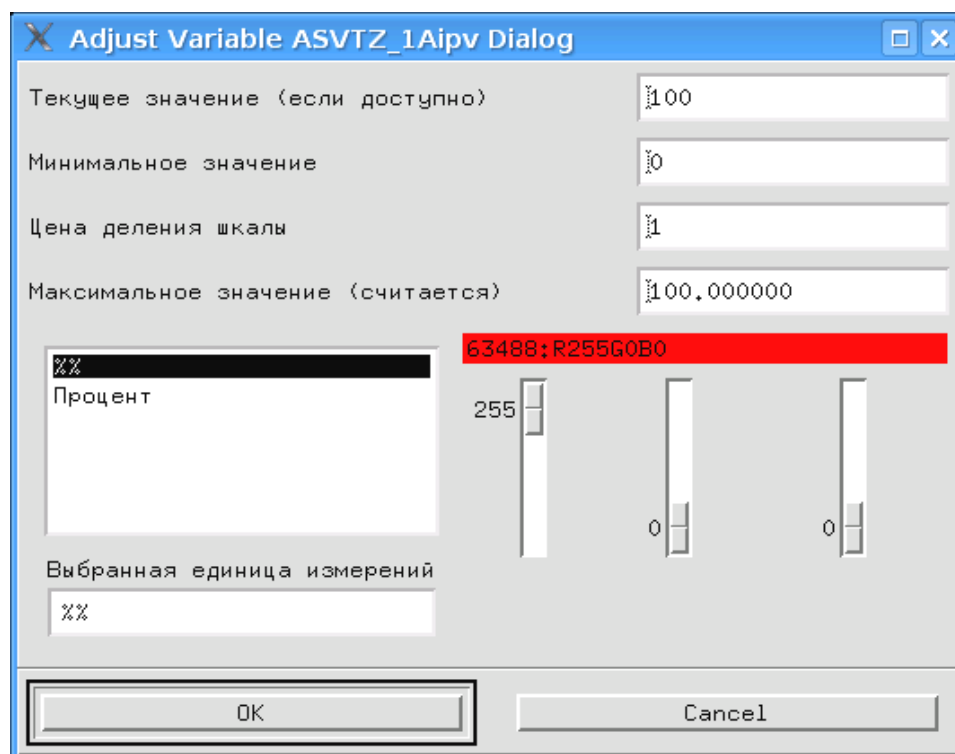 Adjust Variable ASVTZ_1Aipv Dialog
Текущее значение (если доступно) 100
Минимальное значение 0
Цена деления шкалы 1
Максимальное значение (считается) 100.000000
%%
Процент
63488:R255G0B0
255
0
0
Выбранная единица измерений
%%
OK
Cancel